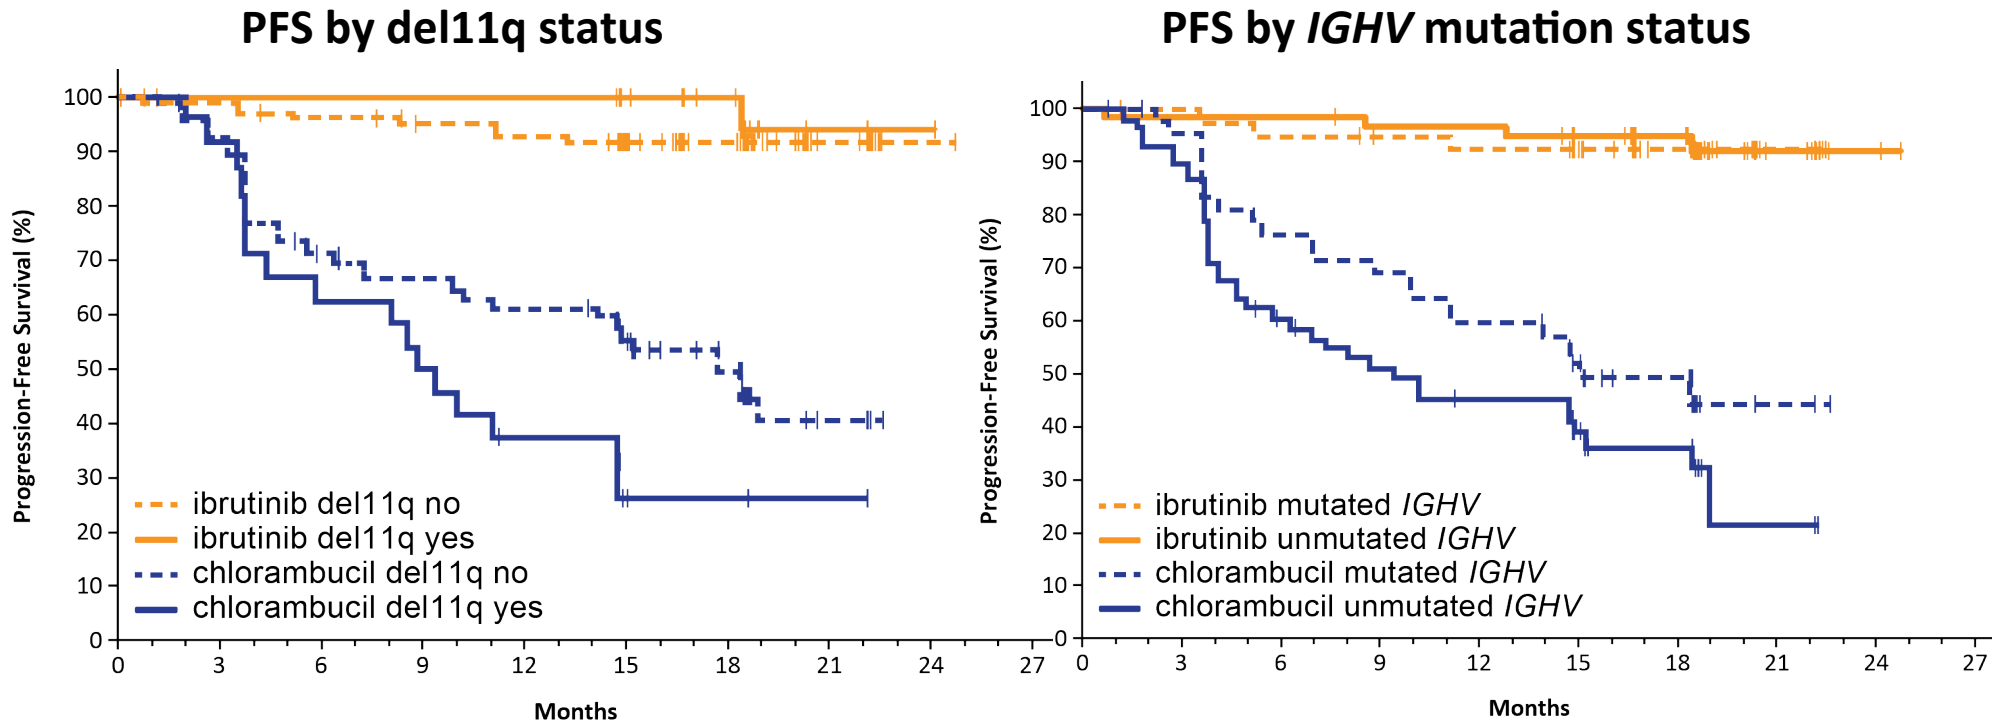 PFS by del11q status
Progression-Free Survival (%)
100
90
80
70
60
50
40
30
20
10
0
ibrutinib del11q no
ibrutinib del11q yes
chlorambucil del11q no
chlorambucil del11q yes
0 3 6 9 12 15 18 21 24 27
Months
PFS by IGHV mutation status
Progression-Free Survival (%)
100
90
80
70
60
50
40
30
20
10
0
ibrutinib mutated IGHV
ibrutinib unmutated IGHV
chlorambucil mutated IGHV
chlorambucil unmutated IGHV
0 3 6 9 12 15 18 21 24 27
Months